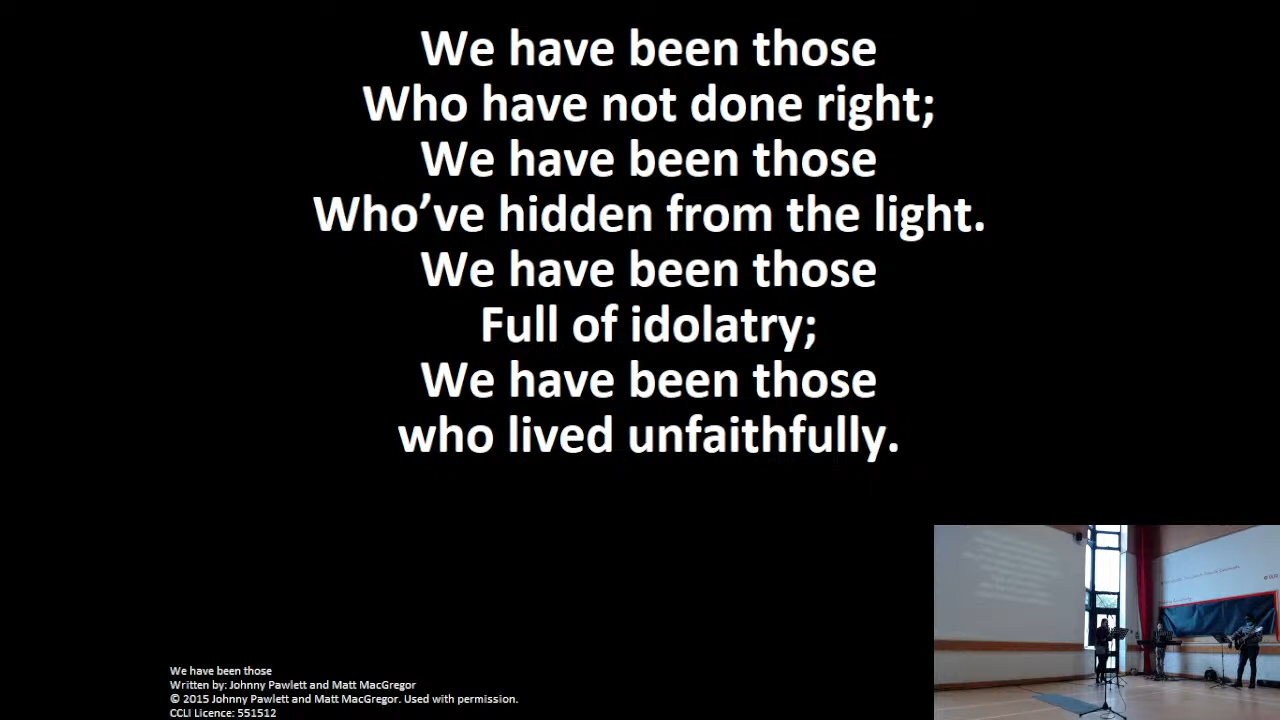 We have been those
Who have not done right;
We have been those
Who’ve hidden from the light.
We have been those
Full of idolatry;
We have been those
who lived unfaithfully.
We have been those
Written by: Johnny Pawlett and Matt MacGregor
© 2015 Johnny Pawlett and Matt MacGregor. Used with permission.
CCLI Licence: 551512